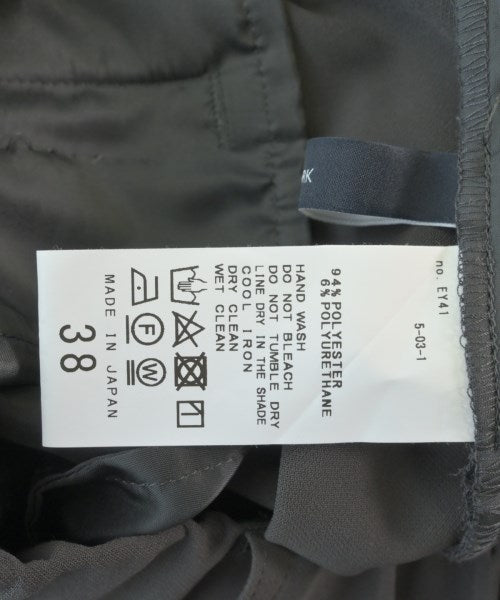 RK
no. EY41
5-03-1
94% POLYESTER
6% POLYURETHANE
HAND WASH
DO NOT BLEACH
DO NOT TUMBLE DRY
LINE DRY IN THE SHADE
COOL IRON
DRY CLEAN
WET CLEAN
F
W
MADE IN JAPAN
38